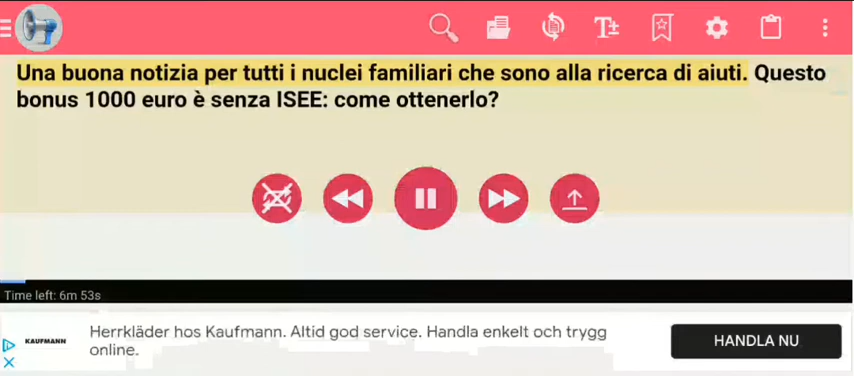 T±
Una buona notizia per tutti i nuclei familiari che sono alla ricerca di aiuti. Questo
bonus 1000 euro è senza ISEE: come ottenerlo?
Time left: 6m 53s
KAUFMANN
Herrkläder hos Kaufmann. Altid god service. Handla enkelt och trygg
online.
HANDLA NU